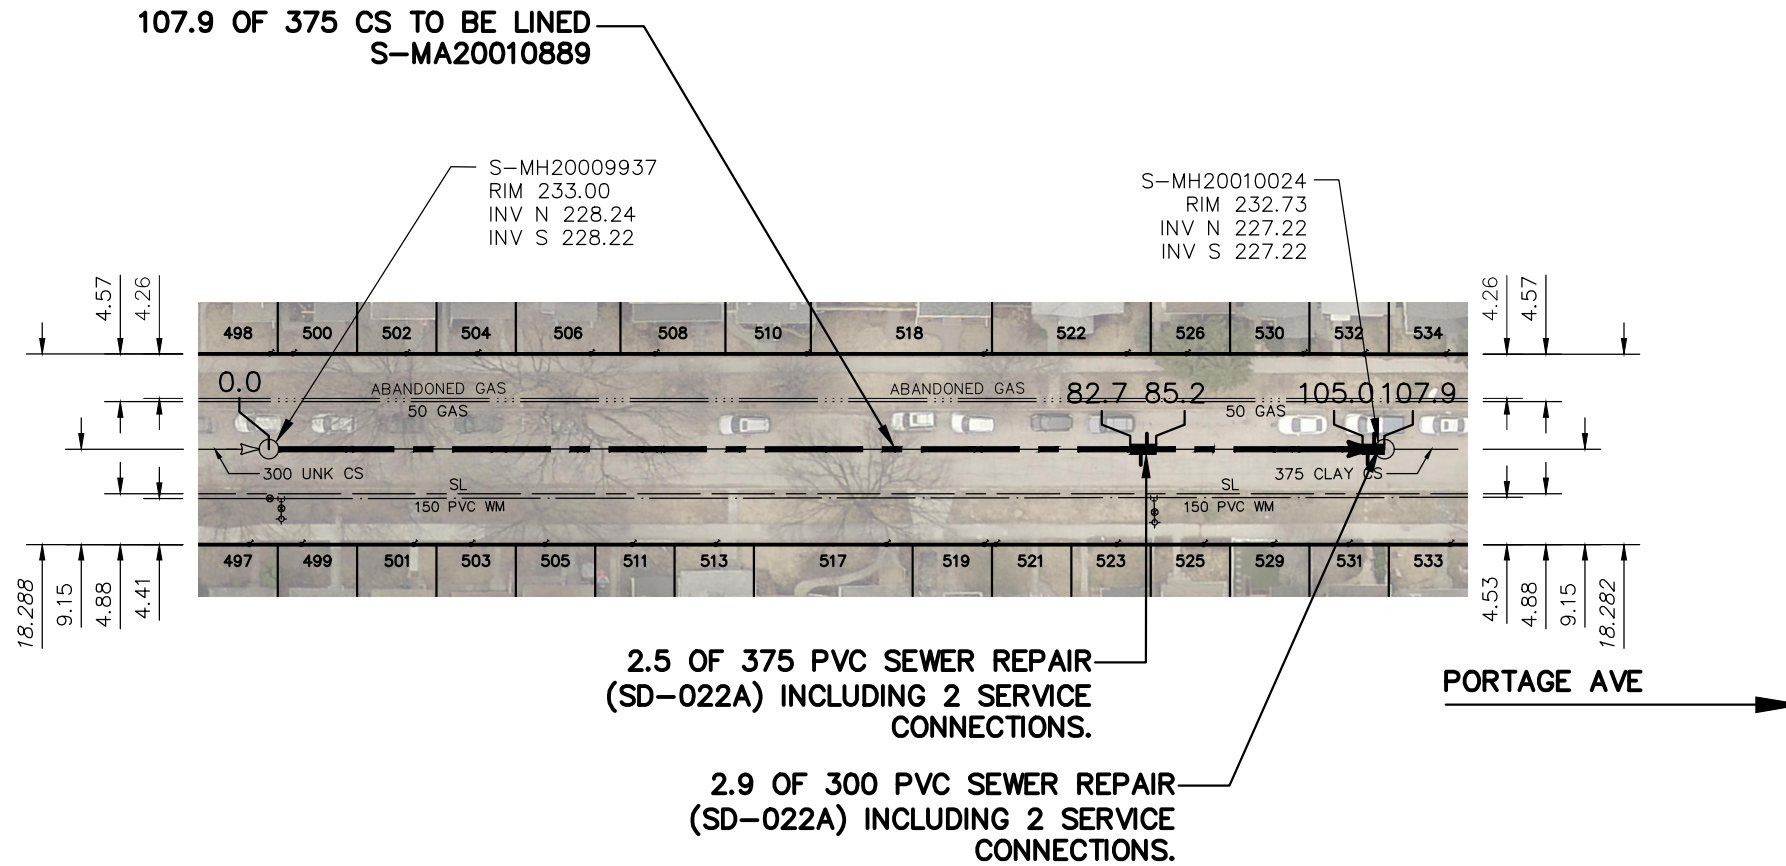 107.9 OF 375 CS TO BE LINED
S-MA20010889
S-MH20009937
RIM 233.00
INV N 228.24
INV S 228.22
S-MH20010024
RIM 232.73
INV N 227.22
INV S 227.22
4.57
4.26
4.26
4.57
498
500
502
504
506
508
510
518
522
526
530
532
534
0.0
ABANDONED GAS
ABANDONED GAS
82.7
85.2
105.0
107.9
50 GAS
50 GAS
300 UNK CS
375 CLAY CS
SL
SL
150 PVC WM
150 PVC WM
497
499
501
503
505
511
513
517
519
521
523
525
529
531
533
18.288
9.15
4.88
4.41
4.53
4.88
9.15
18.282
2.5 OF 375 PVC SEWER REPAIR
(SD-022A) INCLUDING 2 SERVICE
CONNECTIONS.
PORTAGE AVE
2.9 OF 300 PVC SEWER REPAIR
(SD-022A) INCLUDING 2 SERVICE
CONNECTIONS.